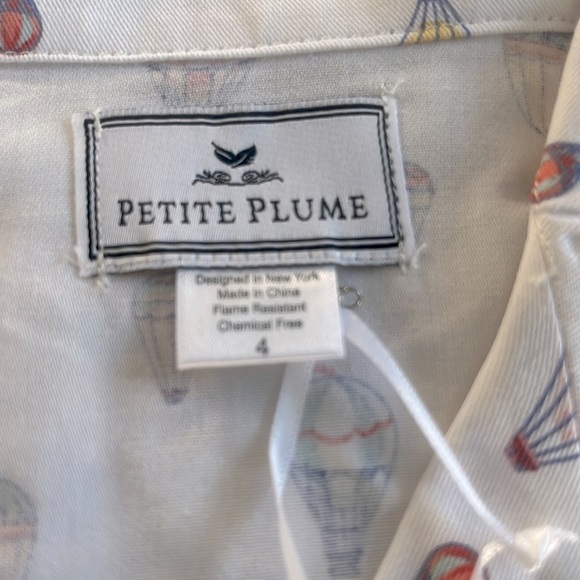 PETITE PLUME
Designed in New York
Made in China
Flame Resistant
Chemical Free
4